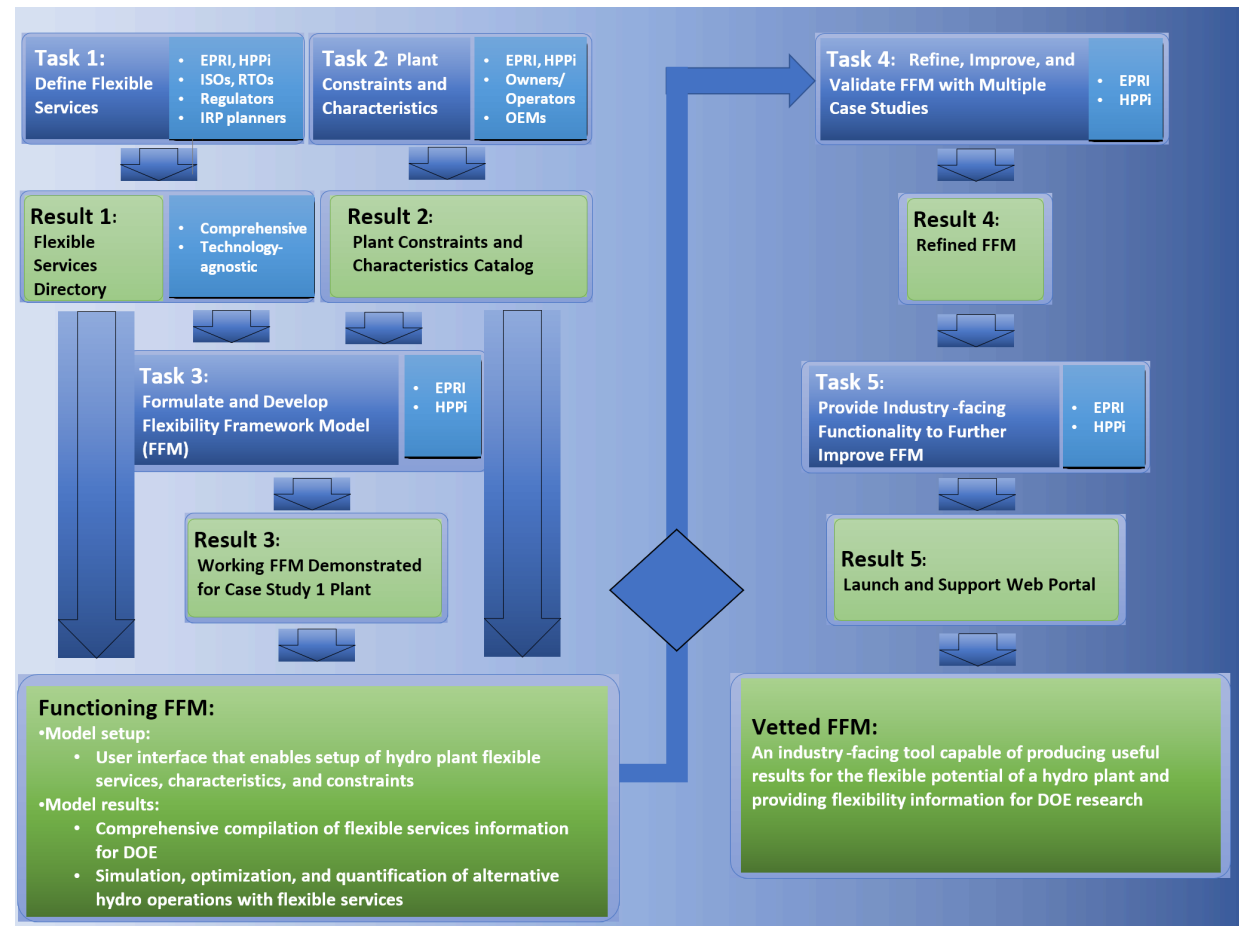 Task 1:
Define Flexible
Services
• EPRI, HPPi
• ISOs, RTOs
• Regulators
• IRP planners
Task 2: Plant
Constraints and
Characteristics
• EPRI, HPPi
• Owners/
Operators
• OEMs
Result 1:
Flexible
Services
Directory
• Comprehensive
• Technology-
agnostic
Result 2:
Plant Constraints and
Characteristics Catalog
Task 3:
Formulate and Develop
Flexibility Framework Model
(FFM)
• EPRI
• HPPi
Result 3:
Working FFM Demonstrated
for Case Study 1 Plant
Functioning FFM:
•Model setup:
• User interface that enables setup of hydro plant flexible
services, characteristics, and constraints
•Model results:
• Comprehensive compilation of flexible services information
for DOE
• Simulation, optimization, and quantification of alternative
hydro operations with flexible services
Task 4: Refine, Improve, and
Validate FFM with Multiple
Case Studies
• EPRI
• HPPi
Result 4:
Refined FFM
Task 5:
Provide Industry -facing
Functionality to Further
Improve FFM
• EPRI
• HPPi
Result 5:
Launch and Support Web Portal
Vetted FFM:
An industry -facing tool capable of producing useful
results for the flexible potential of a hydro plant and
providing flexibility information for DOE research